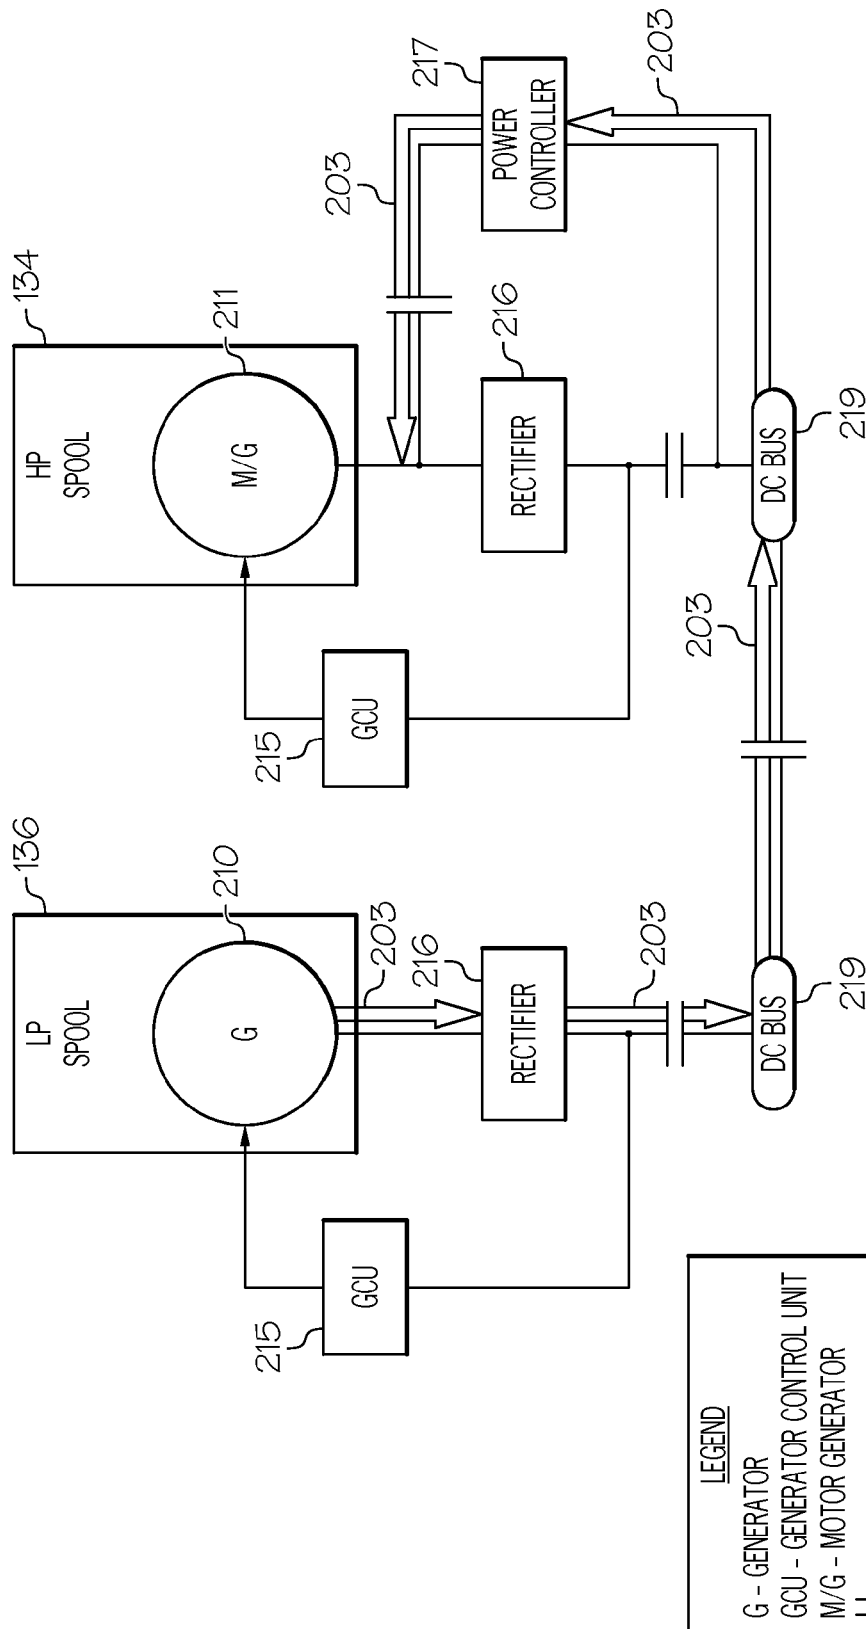 136
LP
SPOOL
210
G
203
215
GCU
216
RECTIFIER
203
DC BUS
219
134
HP
SPOOL
211
M/G
203
215
GCU
216
RECTIFIER
217
POWER
CONTROLLER
203
203
DC BUS
219
LEGEND
G - GENERATOR
GCU - GENERATOR CONTROL UNIT
M/G - MOTOR GENERATOR